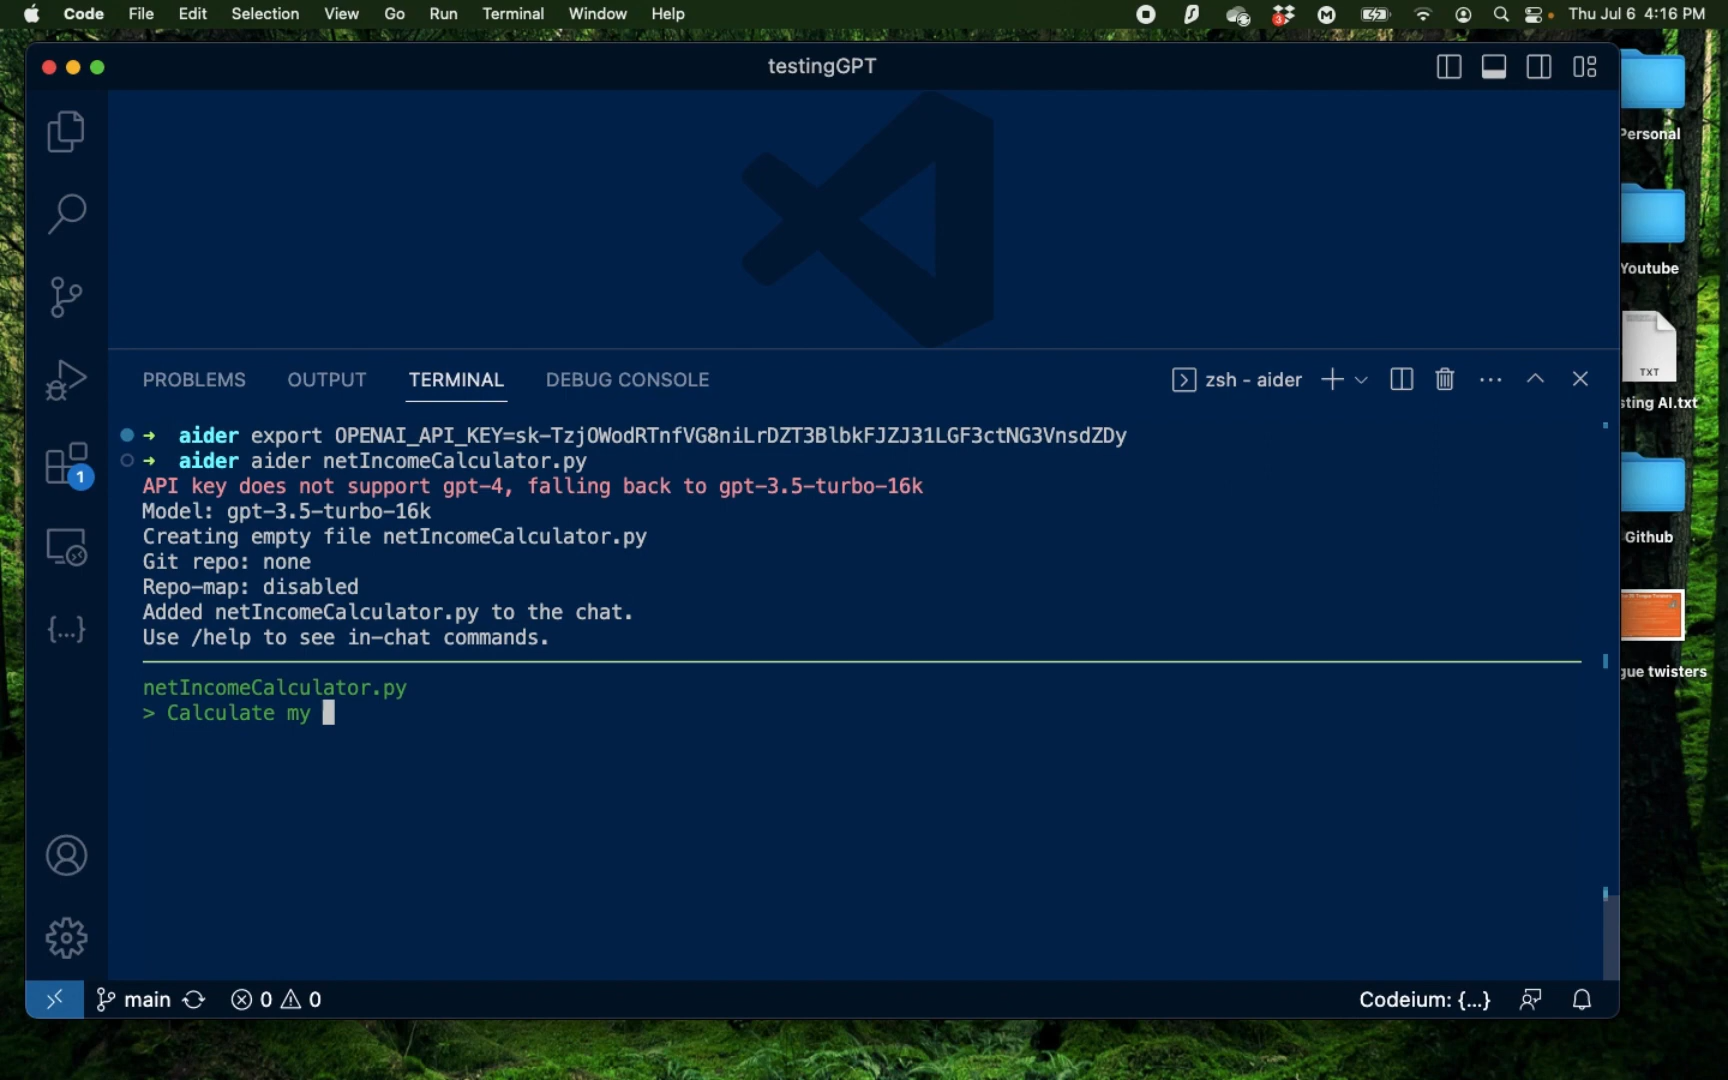 Code File Edit Selection View Go Run Terminal Window Help
3
Thu Jul 6 4:16 PM
testingGPT
Personal
Youtube
TXT
sting AI.txt
Github
gue twisters
PROBLEMS OUTPUT TERMINAL DEBUG CONSOLE
zsh - aider
➜ aider export OPENAI_API_KEY=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
➜ aider aider netIncomeCalculator.py
API key does not support gpt-4, falling back to gpt-3.5-turbo-16k
Model: gpt-3.5-turbo-16k
Creating empty file netIncomeCalculator.py
Git repo: none
Repo-map: disabled
Added netIncomeCalculator.py to the chat.
Use /help to see in-chat commands.
netIncomeCalculator.py
> Calculate my
1
main
0 0
Codeium: {...}